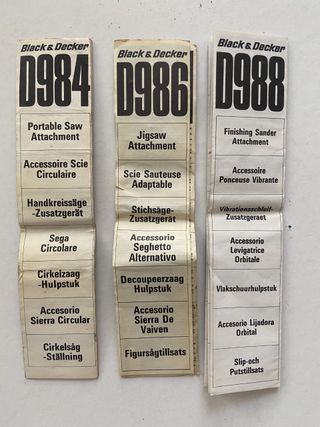 Black & Decker
D984
Portable Saw
Attachment
Accessoire Scie
Circulaire
Handkreissäge
-Zusatzgerät
Sega
Circolare
Cirkeizaag
-Hulpstuk
Accesorio
Sierra Circular
Cirkelsåg
-Ställning
Black & Decker
D986
Jigsaw
Attachment
Scie Sauteuse
Adaptable
Stichsäge-
Zusatzgerät
Accessorio
Seghetto
Alternativo
Decoupeerzaag
Hulpstuk
Accesorio
Sierra De
Vaiven
Figursågtillsats
Black & Decker
D988
Finishing Sander
Attachment
Accessoire
Ponceuse Vibrante
Vibrationsschleif-
Zusatzgeraet
Accessorio
Levigatrice
Orbitale
Vlakschuurhulpstuk
Accesorio Lijadora
Orbital
Slip-och
Putstillsats